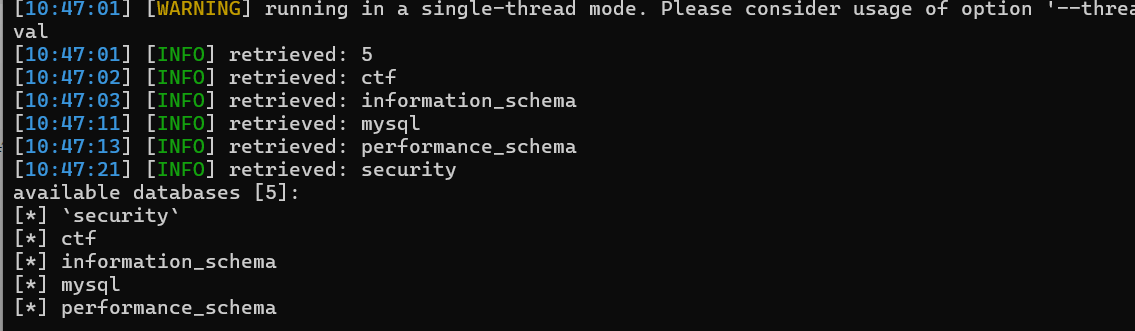 [10:47:01] [WARNING] running in a single-thread mode. Please consider usage of option '--threa
val
[10:47:01] [INFO] retrieved: 5
[10:47:02] [INFO] retrieved: ctf
[10:47:03] [INFO] retrieved: information_schema
[10:47:11] [INFO] retrieved: mysql
[10:47:13] [INFO] retrieved: performance_schema
[10:47:21] [INFO] retrieved: security
available databases [5]:
[*] `security`
[*] ctf
[*] information_schema
[*] mysql
[*] performance_schema